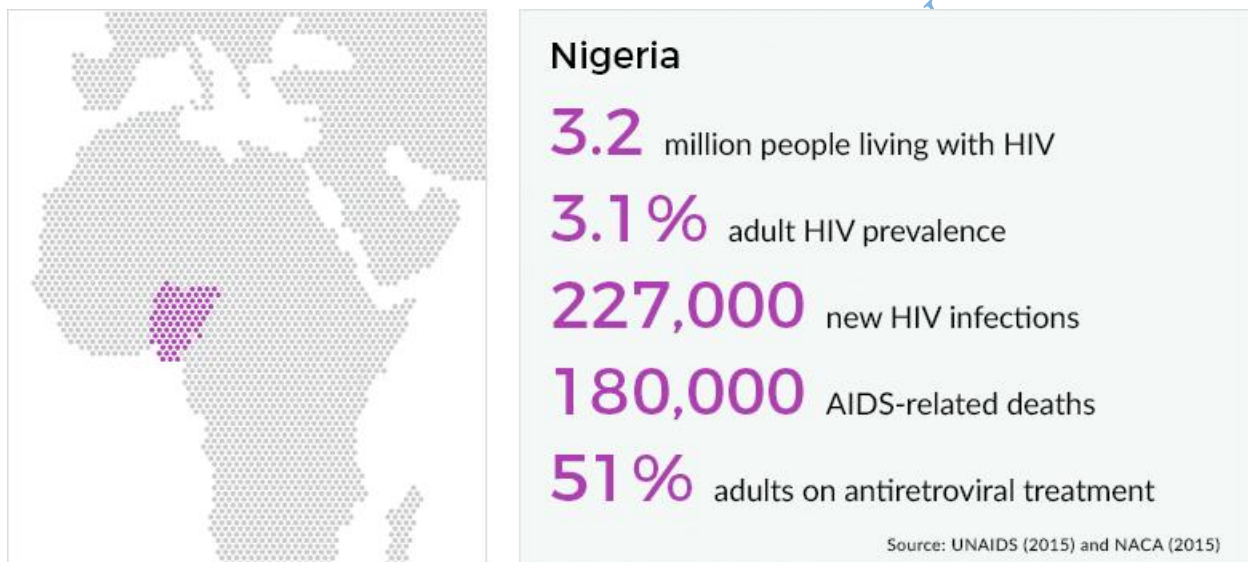 Nigeria
3.2 million people living with HIV
3.1% adult HIV prevalence
227,000 new HIV infections
180,000 AIDS-related deaths
51% adults on antiretroviral treatment
Source: UNAIDS (2015) and NACA (2015)